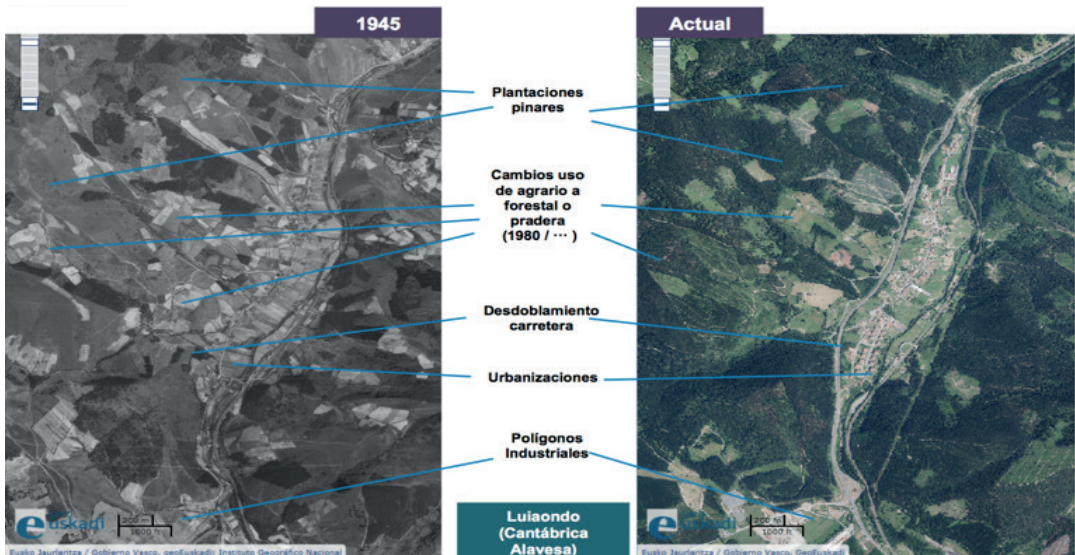 1945
Actual
Plantaciones
pinares
Cambios uso
de agrario a
forestal o
pradera
(1980 / ··· )
Desdoblamiento
carretera
Urbanizaciones
Polígonos
Industriales
Luiaondo
(Cantábrica
Alavesa)
euskadi
200 m
1000 ft
Eusko Jaurlaritza / Gobierno Vasco, geoEuskadi; Instituto Geográfico Nacional
euskadi
200 m
1000 ft
Eusko Jaurlaritza / Gobierno Vasco, GeoEuskadi